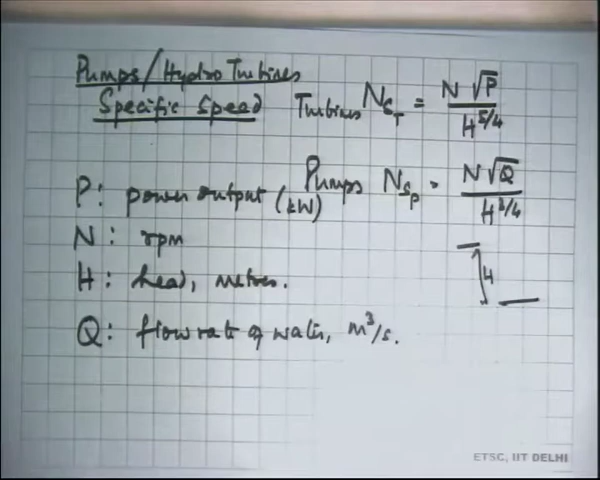 Pumps/Hydro Turbines
Specific Speed Turbines N_{S_T} = N √P / H^{5/4}
Pumps N_{S_P} = N √Q / H^{3/4}
P: power output (kW)
N: rpm
H: head, metres.
H
Q: flow rate of water, m³/s.
ETSC, IIT DELHI